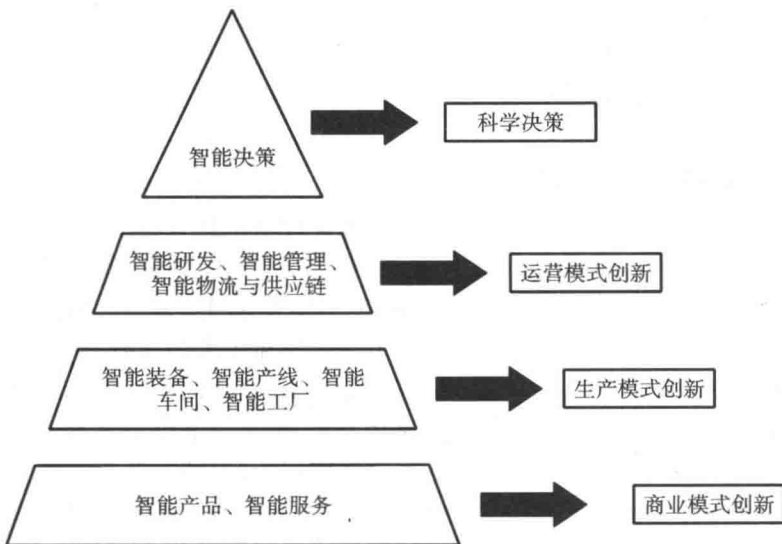 智能决策
科学决策
智能研发、智能管理、
智能物流与供应链
运营模式创新
智能装备、智能产线、智能
车间、智能工厂
生产模式创新
智能产品、智能服务
商业模式创新